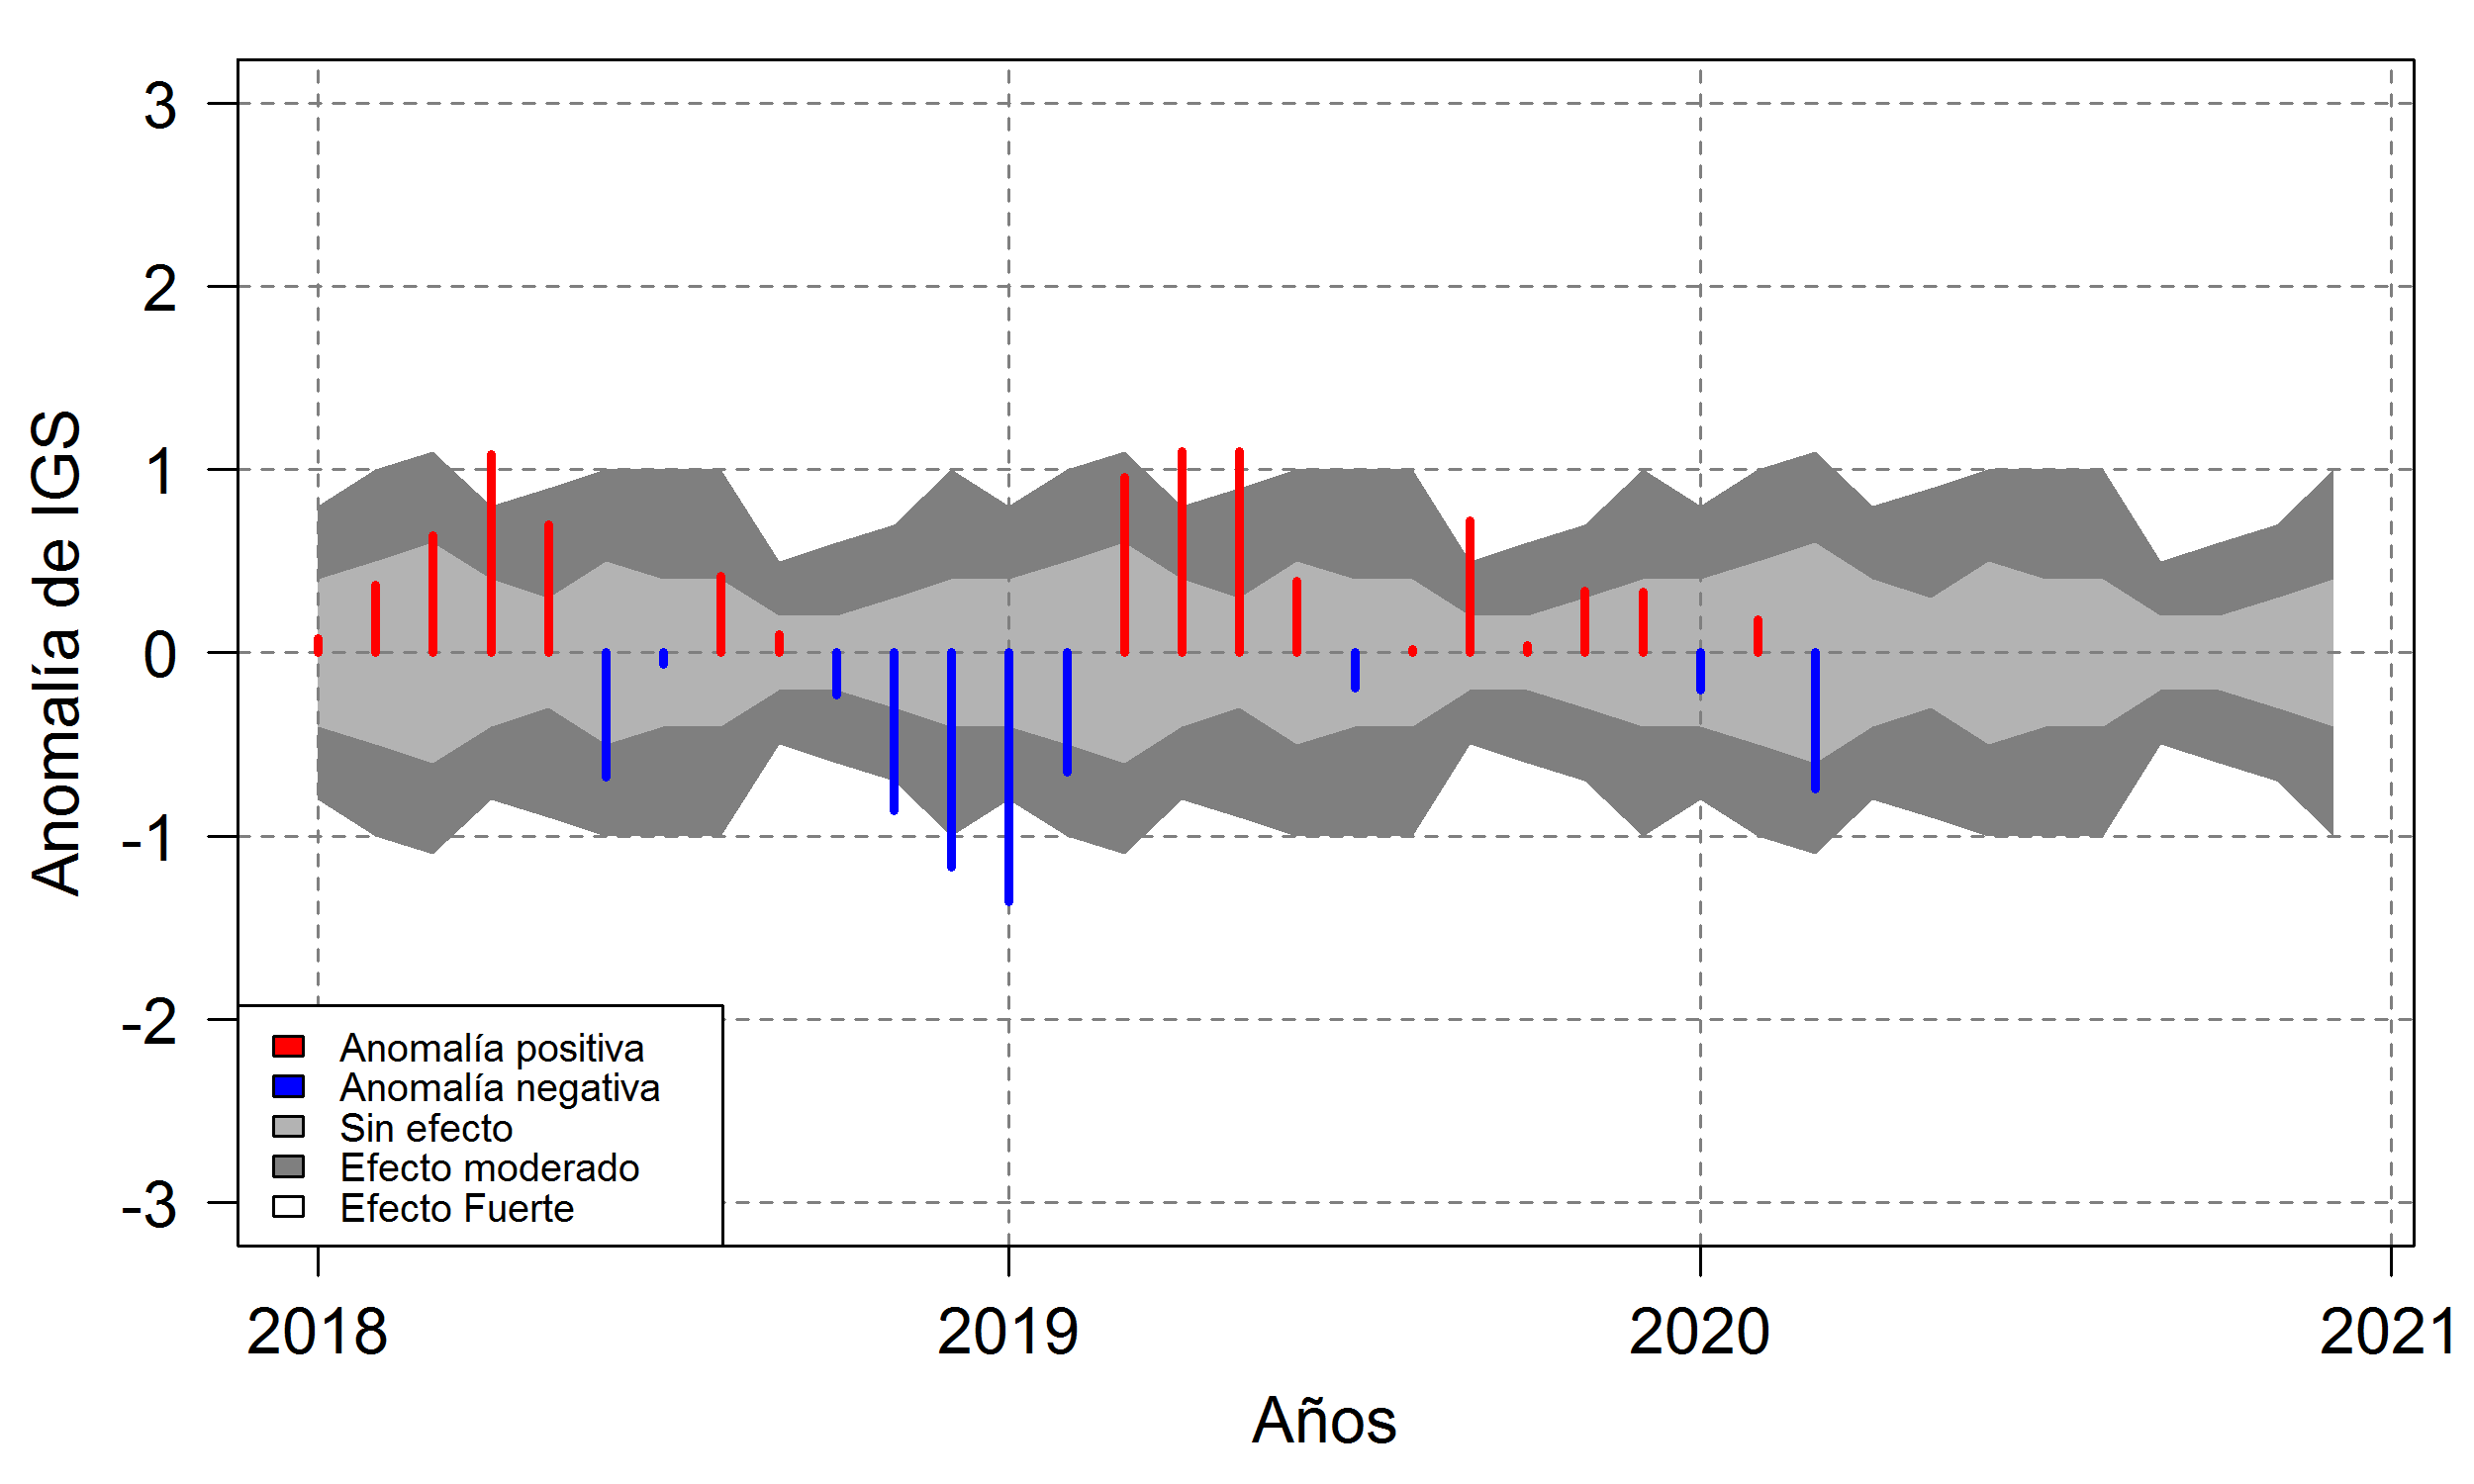 3
2
1
0
-1
-2
-3
Anomalía de IGS
Anomalía positiva
Anomalía negativa
Sin efecto
Efecto moderado
Efecto Fuerte
2018 2019 2020 2021
Años